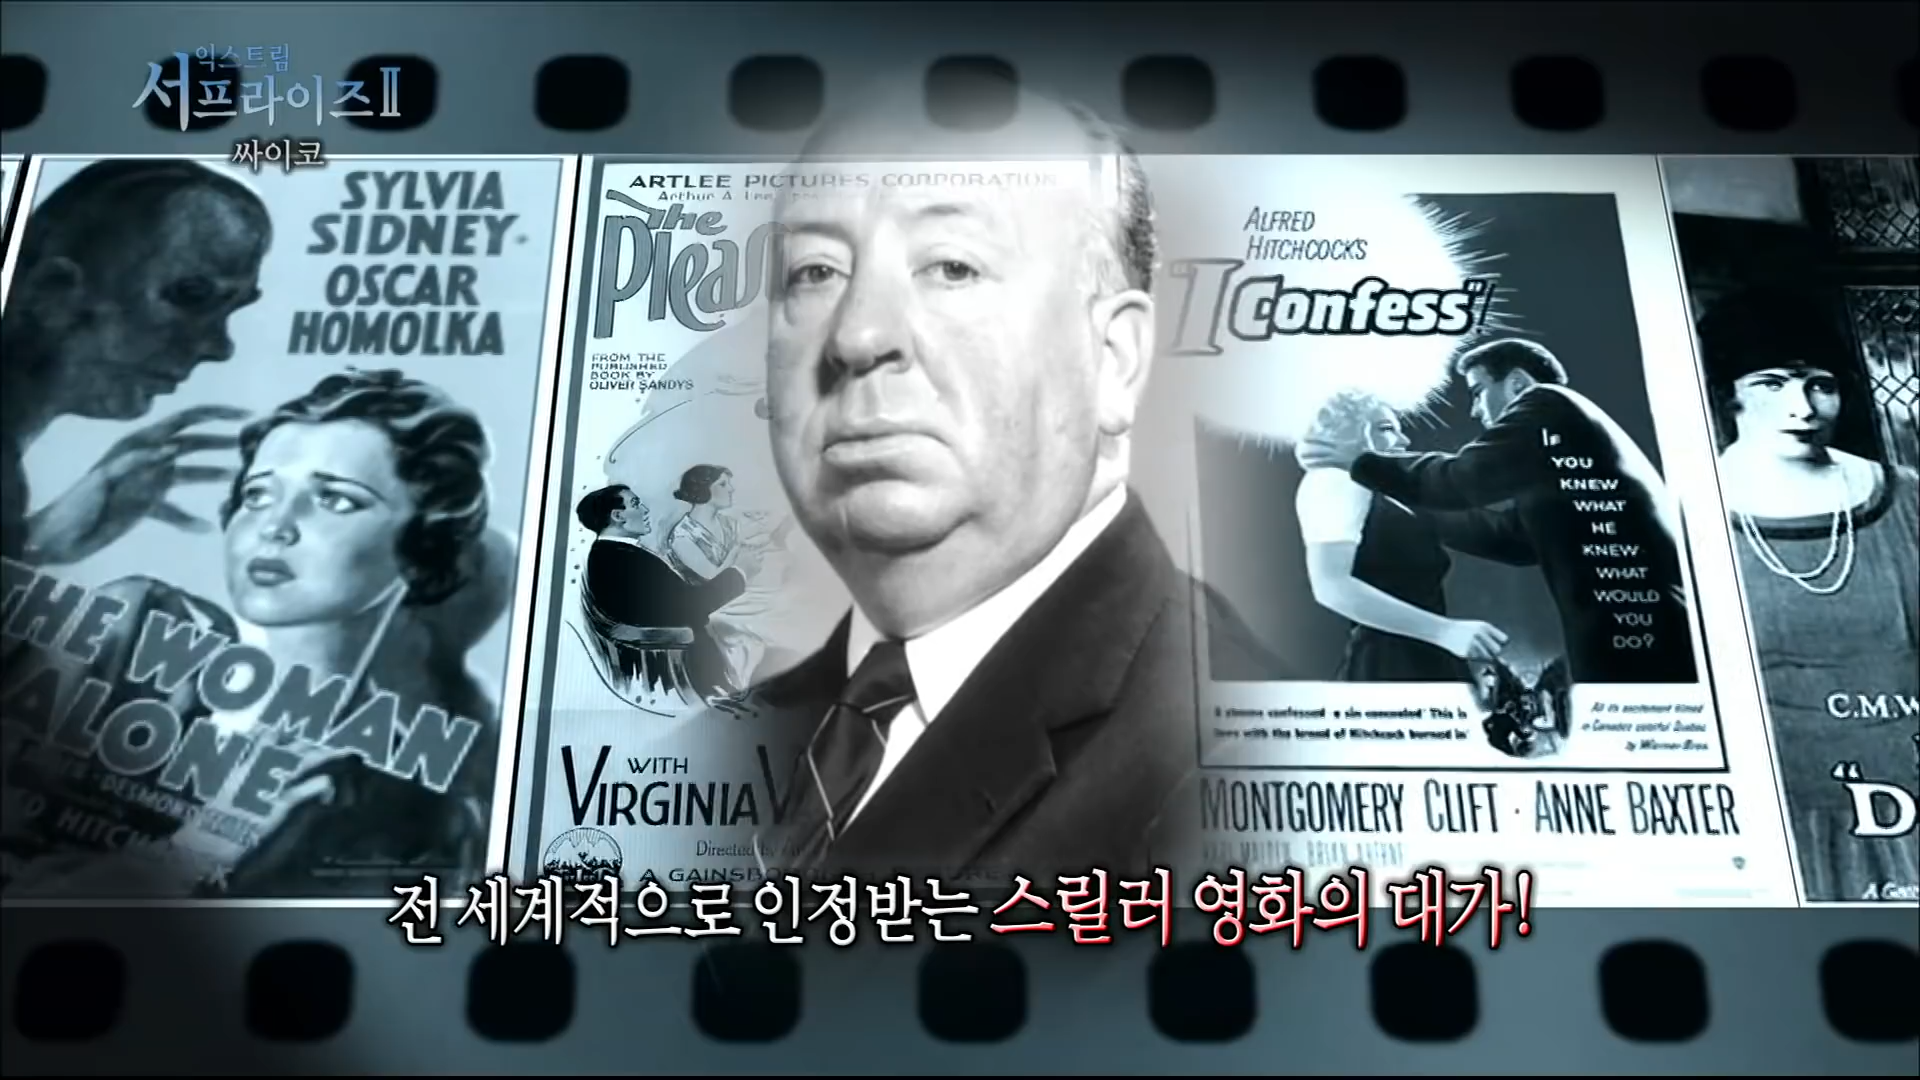 익스트림
서프라이즈Ⅱ
싸이코
SYLVIA
SIDNEY
OSCAR
HOMOLKA
THE WOMAN
ALONE
ARTLEE PICTURES CORPORATION
The
Pleas
FROM THE
PUBLISHED
BOOK BY
OLIVER SANDYS
WITH
VIRGINIA V
Directed by
A GAINSBO
ALFRED
HITCHCOCK'S
"I Confess"!
IF
YOU
KNEW
WHAT
HE
KNEW
WHAT
WOULD
YOU
DO?
MONTGOMERY CLIFT · ANNE BAXTER
C.M.W
"D
전 세계적으로 인정받는 스릴러 영화의 대가!